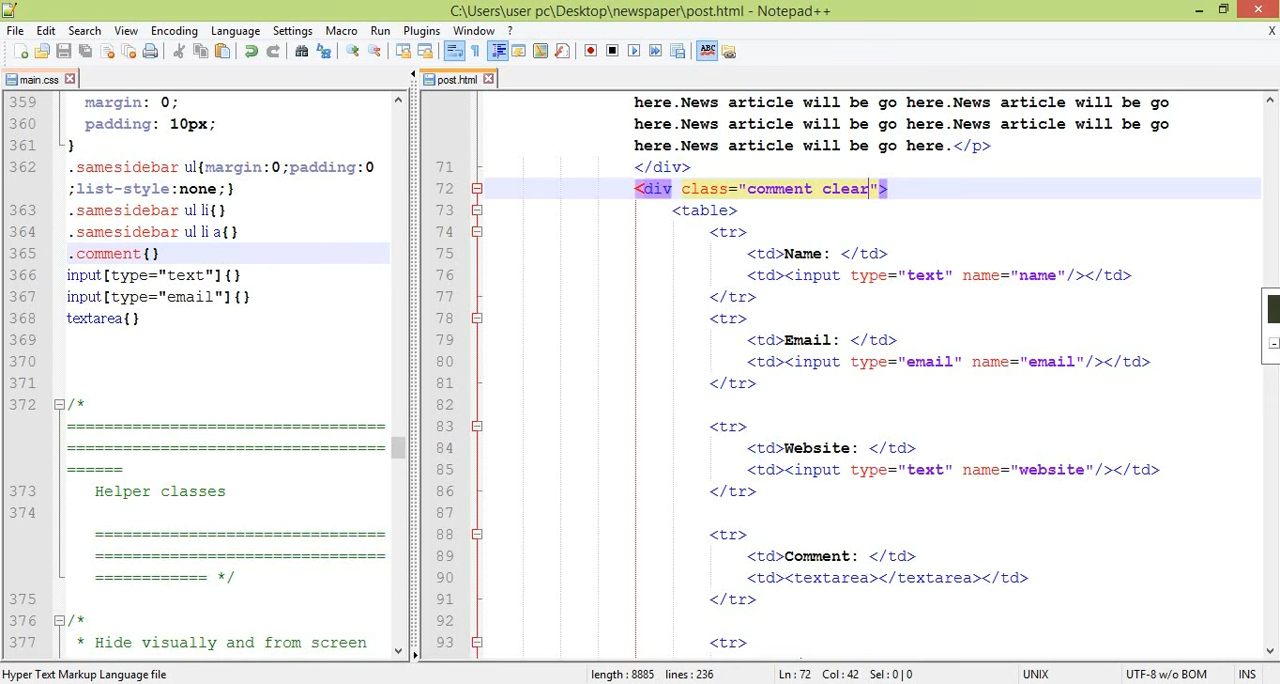 C:\Users\user pc\Desktop\newspaper\post.html - Notepad++
File Edit Search View Encoding Language Settings Macro Run Plugins Window ? X
main.css
359 margin: 0;
360 padding: 10px;
361 }
362 .samesidebar ul{margin:0;padding:0
;list-style:none;}
363 .samesidebar ul li{}
364 .samesidebar ul li a{}
365 .comment{}
366 input[type="text"]{}
367 input[type="email"]{}
368 textarea{}
369
370
371
372 /*
==================================
==================================
======
373 Helper classes
374
===============================
===============================
============ */
375
376 /*
377 * Hide visually and from screen
post.html
here.News article will be go here.News article will be go
here.News article will be go here.News article will be go
here.News article will be go here.</p>
71 </div>
72 <div class="comment clear">
73 <table>
74 <tr>
75 <td>Name: </td>
76 <td><input type="text" name="name"/></td>
77 </tr>
78 <tr>
79 <td>Email: </td>
80 <td><input type="email" name="email"/></td>
81 </tr>
82
83 <tr>
84 <td>Website: </td>
85 <td><input type="text" name="website"/></td>
86 </tr>
87
88 <tr>
89 <td>Comment: </td>
90 <td><textarea></textarea></td>
91 </tr>
92
93 <tr>
Hyper Text Markup Language file length : 8885 lines : 236 Ln : 72 Col : 42 Sel : 0 | 0 UNIX UTF-8 w/o BOM INS